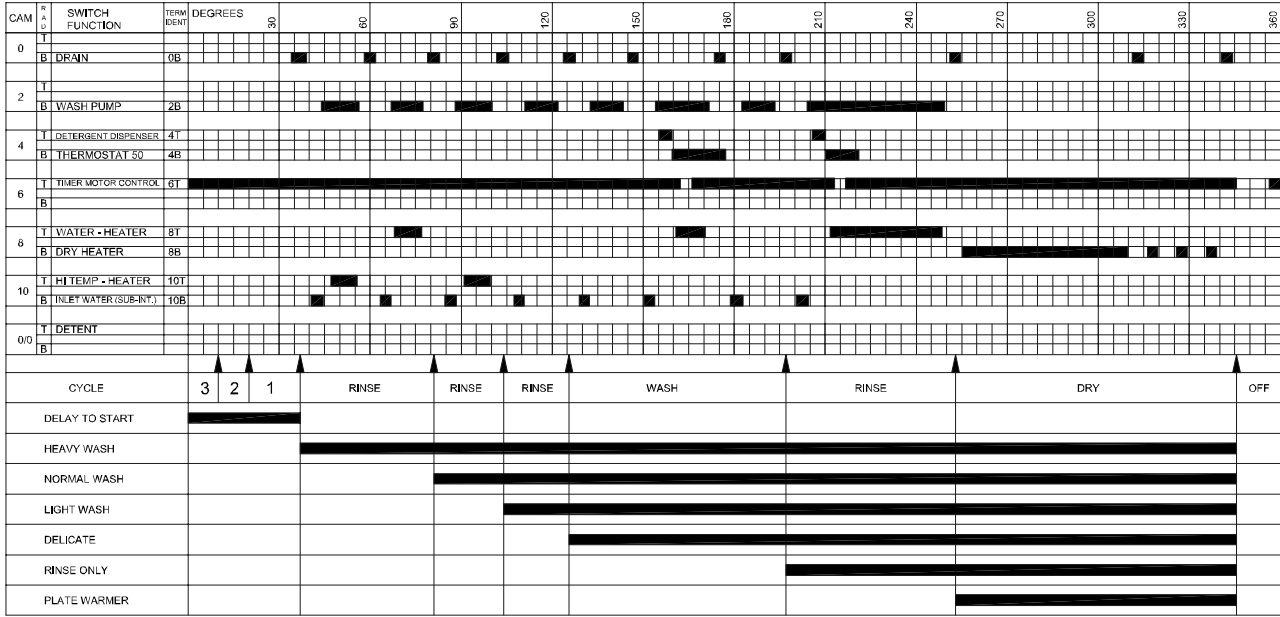 CAM R A D SWITCH FUNCTION TERM IDENT DEGREES 30 60 90 120 150 180 210 240 270 300 330 360
0 T
B DRAIN 0B
2 T
B WASH PUMP 2B
4 T DETERGENT DISPENSER 4T
B THERMOSTAT 50 4B
6 T TIMER MOTOR CONTROL 6T
B
8 T WATER - HEATER 8T
B DRY HEATER 8B
10 T HI TEMP - HEATER 10T
B INLET WATER (SUB-INT.) 10B
0/0 T DETENT
B
CYCLE 3 2 1 RINSE RINSE RINSE WASH RINSE DRY OFF
DELAY TO START
HEAVY WASH
NORMAL WASH
LIGHT WASH
DELICATE
RINSE ONLY
PLATE WARMER